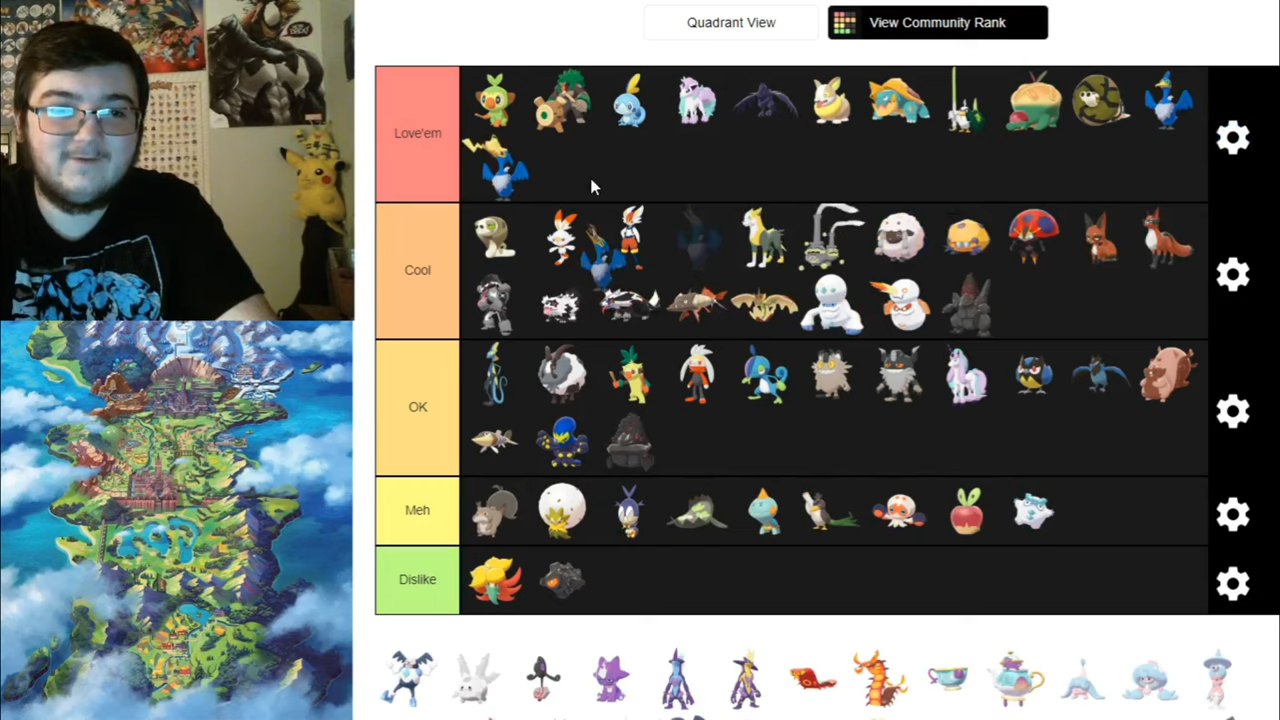 Quadrant View
View Community Rank
Love'em
Cool
OK
Meh
Dislike